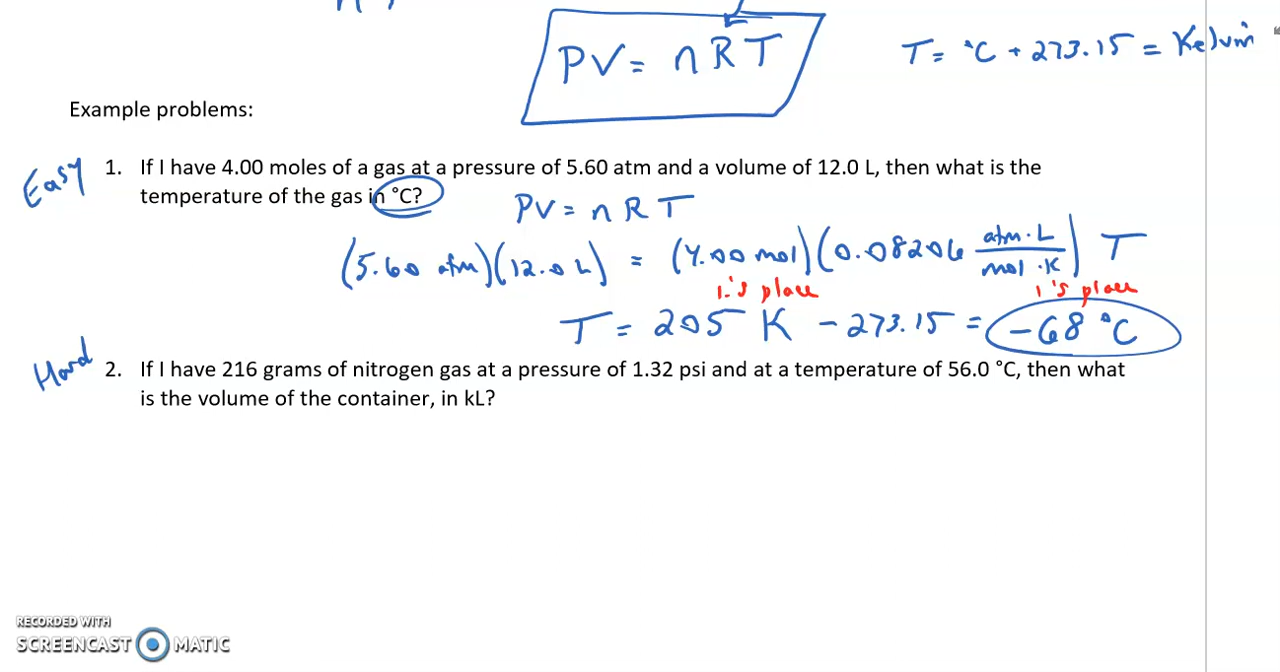 PV = nRT
T = °C + 273.15 = Kelvin
Example problems:
Easy
1. If I have 4.00 moles of a gas at a pressure of 5.60 atm and a volume of 12.0 L, then what is the
temperature of the gas in °C?
PV = nRT
(5.60 atm)(12.0 L) = (4.00 mol)(0.08206 atm·L / mol·K) T
1's place 1's place
T = 205 K - 273.15 = -68 °C
Hard
2. If I have 216 grams of nitrogen gas at a pressure of 1.32 psi and at a temperature of 56.0 °C, then what
is the volume of the container, in kL?
RECORDED WITH
SCREENCAST MATIC